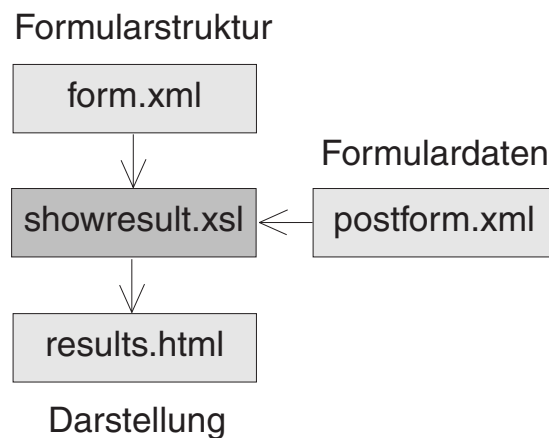 Formularstruktur
form.xml
Formulardaten
showresult.xsl
postform.xml
results.html
Darstellung